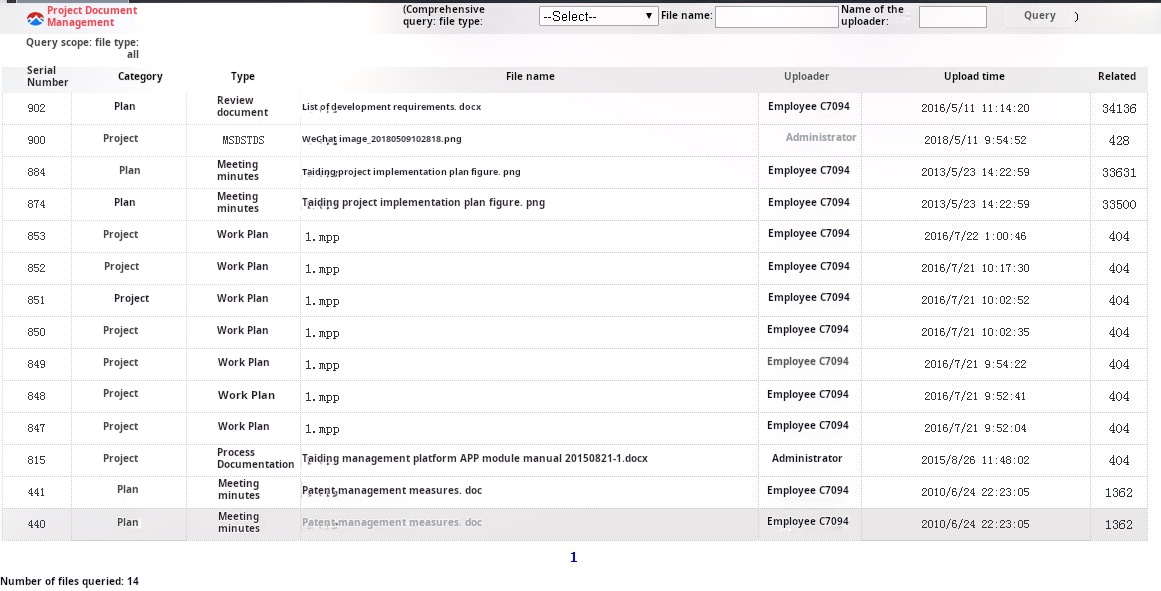 Project Document
Management
(Comprehensive
query: file type:
--Select--
File name:
Name of the
uploader:
Query
)
Query scope: file type:
all
Serial
Number
Category
Type
File name
Uploader
Upload time
Related
902 Plan Review document List of development requirements. docx Employee C7094 2016/5/11 11:14:20 34136
900 Project MSDSTDS WeChat image_20180509102818.png Administrator 2018/5/11 9:54:52 428
884 Plan Meeting minutes Taiding project implementation plan figure. png Employee C7094 2013/5/23 14:22:59 33631
874 Plan Meeting minutes Taiding project implementation plan figure. png Employee C7094 2013/5/23 14:22:59 33500
853 Project Work Plan 1.mpp Employee C7094 2016/7/22 1:00:46 404
852 Project Work Plan 1.mpp Employee C7094 2016/7/21 10:17:30 404
851 Project Work Plan 1.mpp Employee C7094 2016/7/21 10:02:52 404
850 Project Work Plan 1.mpp Employee C7094 2016/7/21 10:02:35 404
849 Project Work Plan 1.mpp Employee C7094 2016/7/21 9:54:22 404
848 Project Work Plan 1.mpp Employee C7094 2016/7/21 9:52:41 404
847 Project Work Plan 1.mpp Employee C7094 2016/7/21 9:52:04 404
815 Project Process Documentation Taiding management platform APP module manual 20150821-1.docx Administrator 2015/8/26 11:48:02 404
441 Plan Meeting minutes Patent management measures. doc Employee C7094 2010/6/24 22:23:05 1362
440 Plan Meeting minutes Patent management measures. doc Employee C7094 2010/6/24 22:23:05 1362
1
Number of files queried: 14